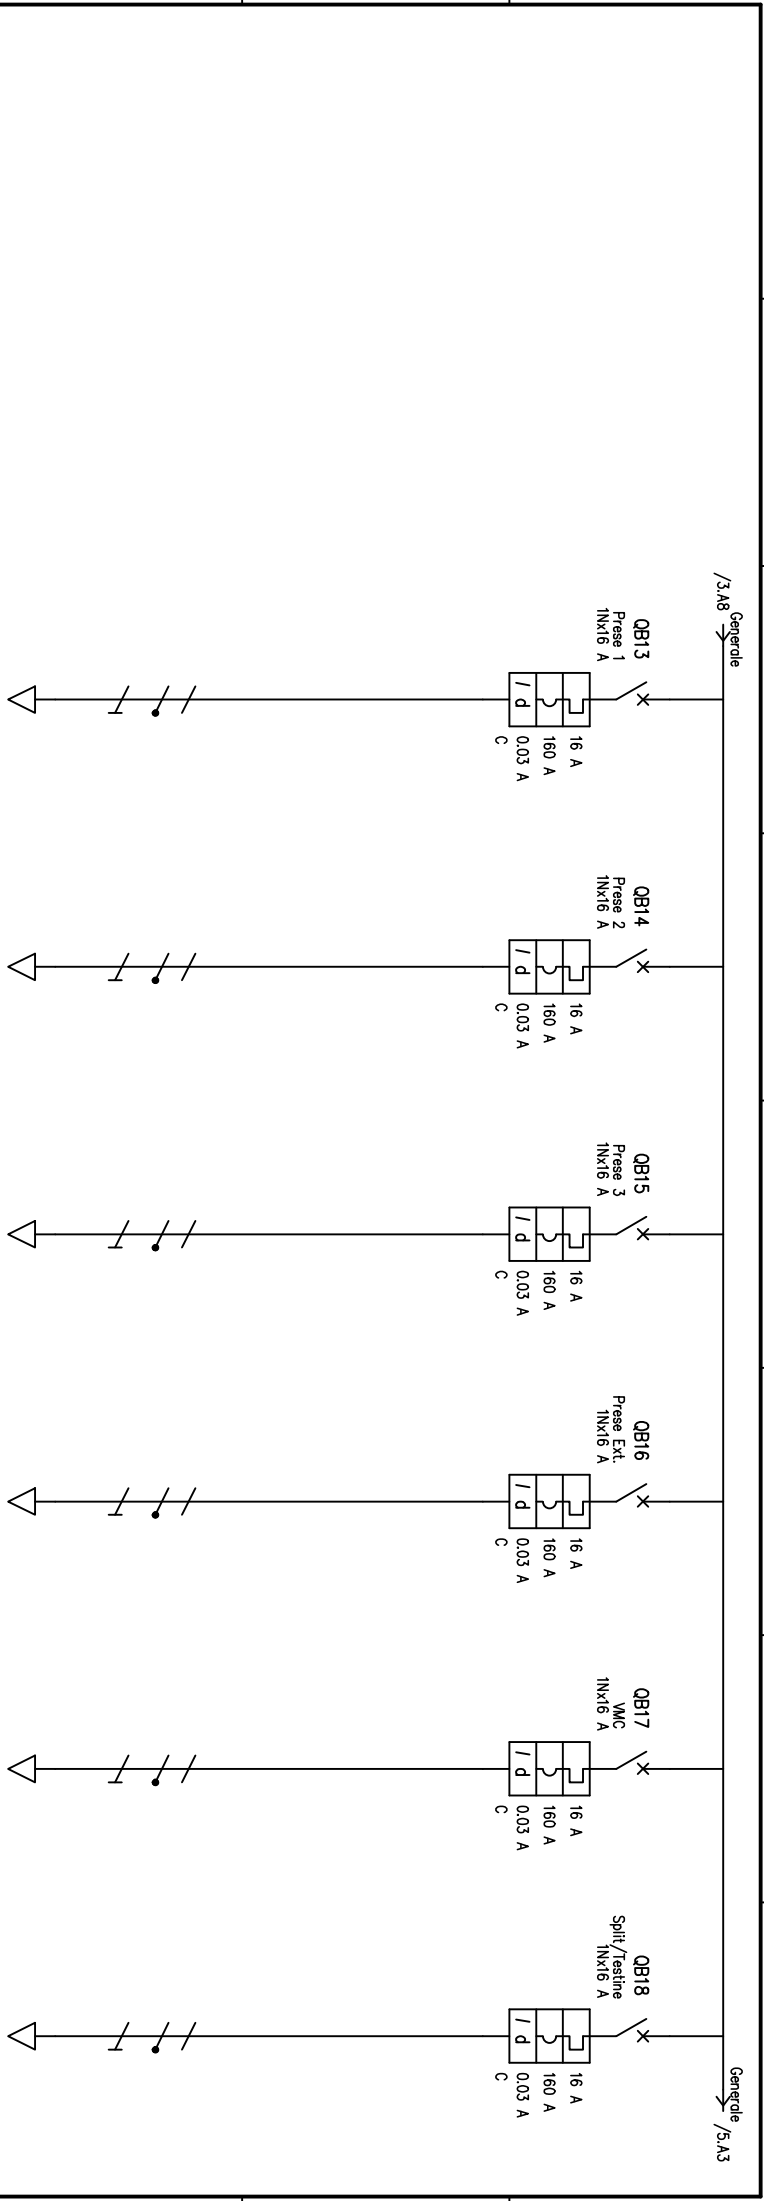 Generale
/3.A8
QB13
Prese 1
1Nx16 A
16 A
160 A
0.03 A
C
I d
QB14
Prese 2
1Nx16 A
16 A
160 A
0.03 A
C
I d
QB15
Prese 3
1Nx16 A
16 A
160 A
0.03 A
C
I d
QB16
Prese Ext.
1Nx16 A
16 A
160 A
0.03 A
C
I d
QB17
VMC
1Nx16 A
16 A
160 A
0.03 A
C
I d
QB18
Split/Testine
1Nx16 A
16 A
160 A
0.03 A
C
I d
Generale
/5.A3